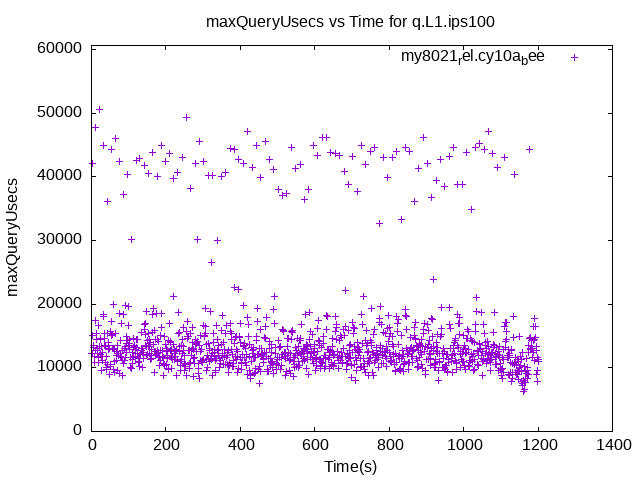 maxQueryUsecs vs Time for q.L1.ips100
my8021rel.cy10abee
60000
50000
40000
30000
20000
10000
0
maxQueryUsecs
0 200 400 600 800 1000 1200 1400
Time(s)